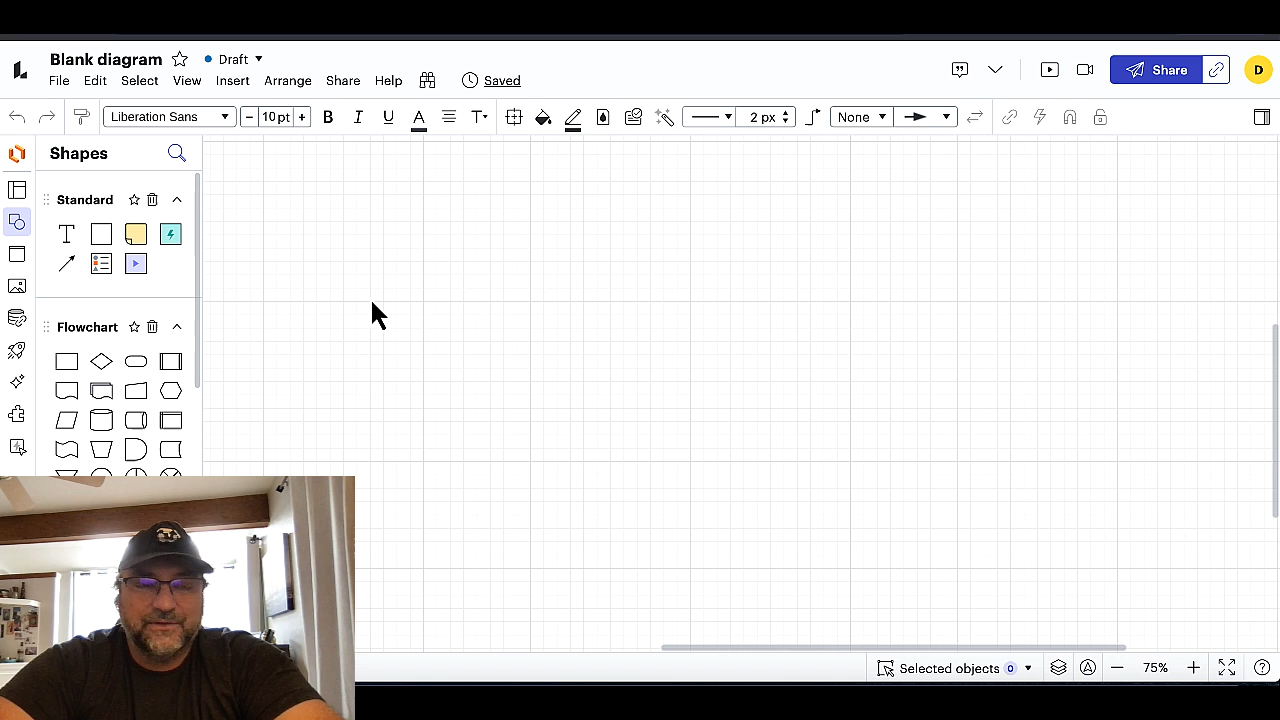 Blank diagram
Draft
File Edit Select View Insert Arrange Share Help
Saved
Share
D
Liberation Sans
10 pt
B I U A T
2 px
None
Shapes
Standard
T
Flowchart
Selected objects 0
75%